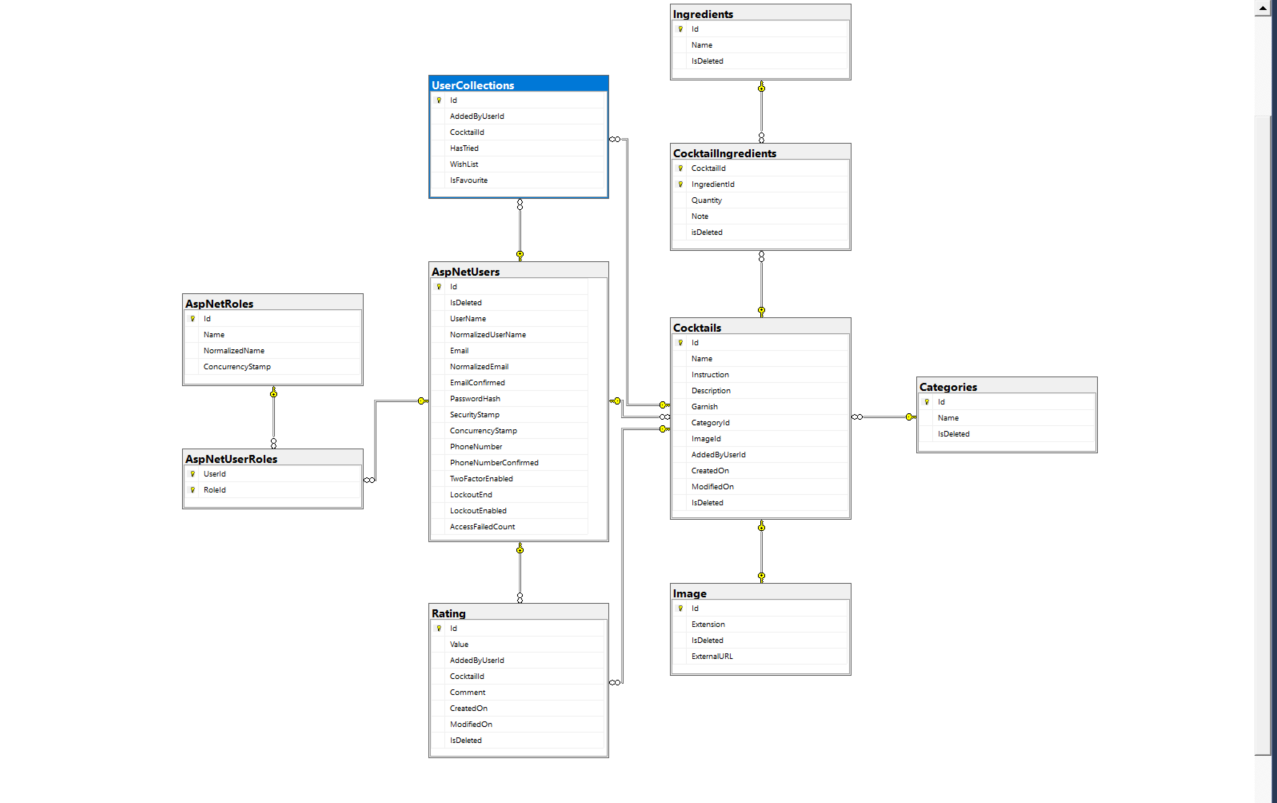 Ingredients
Id
Name
IsDeleted
UserCollections
Id
AddedByUserId
CocktailId
HasTried
WishList
IsFavourite
CocktailIngredients
CocktailId
IngredientId
Quantity
Note
isDeleted
AspNetUsers
Id
IsDeleted
UserName
NormalizedUserName
Email
NormalizedEmail
EmailConfirmed
PasswordHash
SecurityStamp
ConcurrencyStamp
PhoneNumber
PhoneNumberConfirmed
TwoFactorEnabled
LockoutEnd
LockoutEnabled
AccessFailedCount
AspNetRoles
Id
Name
NormalizedName
ConcurrencyStamp
Cocktails
Id
Name
Instruction
Description
Garnish
CategoryId
ImageId
AddedByUserId
CreatedOn
ModifiedOn
IsDeleted
Categories
Id
Name
IsDeleted
AspNetUserRoles
UserId
RoleId
Image
Id
Extension
IsDeleted
ExternalURL
Rating
Id
Value
AddedByUserId
CocktailId
Comment
CreatedOn
ModifiedOn
IsDeleted